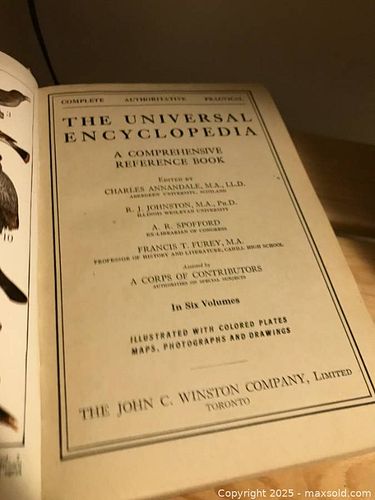 COMPLETE AUTHORITATIVE PRACTICAL
THE UNIVERSAL
ENCYCLOPEDIA
A COMPREHENSIVE
REFERENCE BOOK
EDITED BY
CHARLES ANNANDALE, M.A., LL.D.
ABERDEEN UNIVERSITY, SCOTLAND
R. J. JOHNSTON, M.A., PH.D.
ILLINOIS WESLEYAN UNIVERSITY
A. R. SPOFFORD
EX-LIBRARIAN OF CONGRESS
FRANCIS T. FUREY, M.A.
PROFESSOR OF HISTORY AND LITERATURE, CAHILL HIGH SCHOOL
Assisted by
A CORPS OF CONTRIBUTORS
AUTHORITIES ON SPECIAL SUBJECTS
In Six Volumes
ILLUSTRATED WITH COLORED PLATES
MAPS, PHOTOGRAPHS AND DRAWINGS
THE JOHN C. WINSTON COMPANY, LIMITED
TORONTO
3
10
Copyright 2025 - maxsold.com